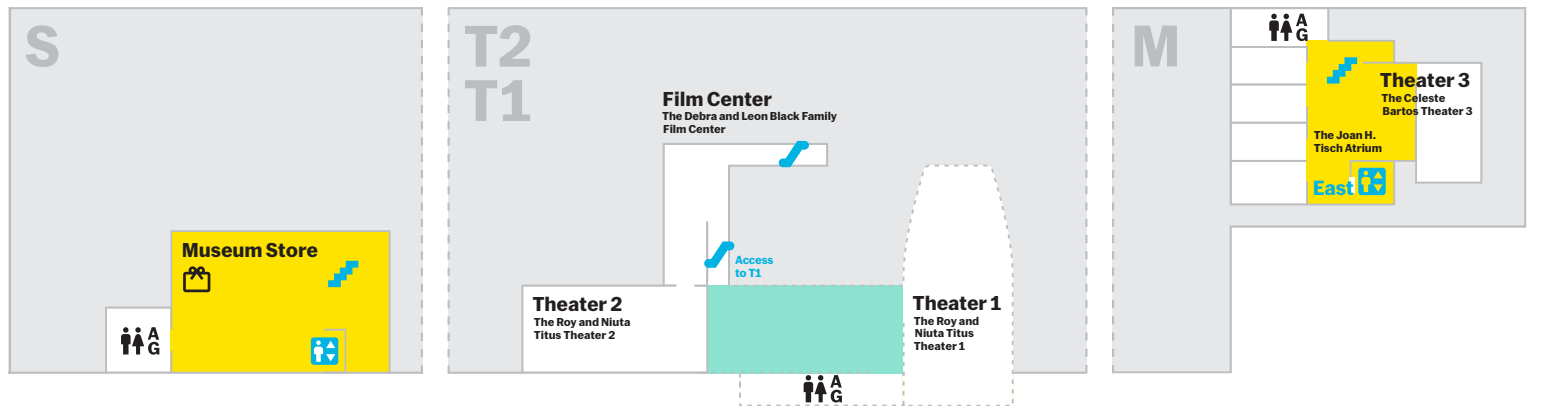 S
Museum Store
A
G
T2
T1
Film Center
The Debra and Leon Black Family
Film Center
Access
to T1
Theater 2
The Roy and Niuta
Titus Theater 2
Theater 1
The Roy and
Niuta Titus
Theater 1
A
G
M
A
G
Theater 3
The Celeste
Bartos Theater 3
The Joan H.
Tisch Atrium
East